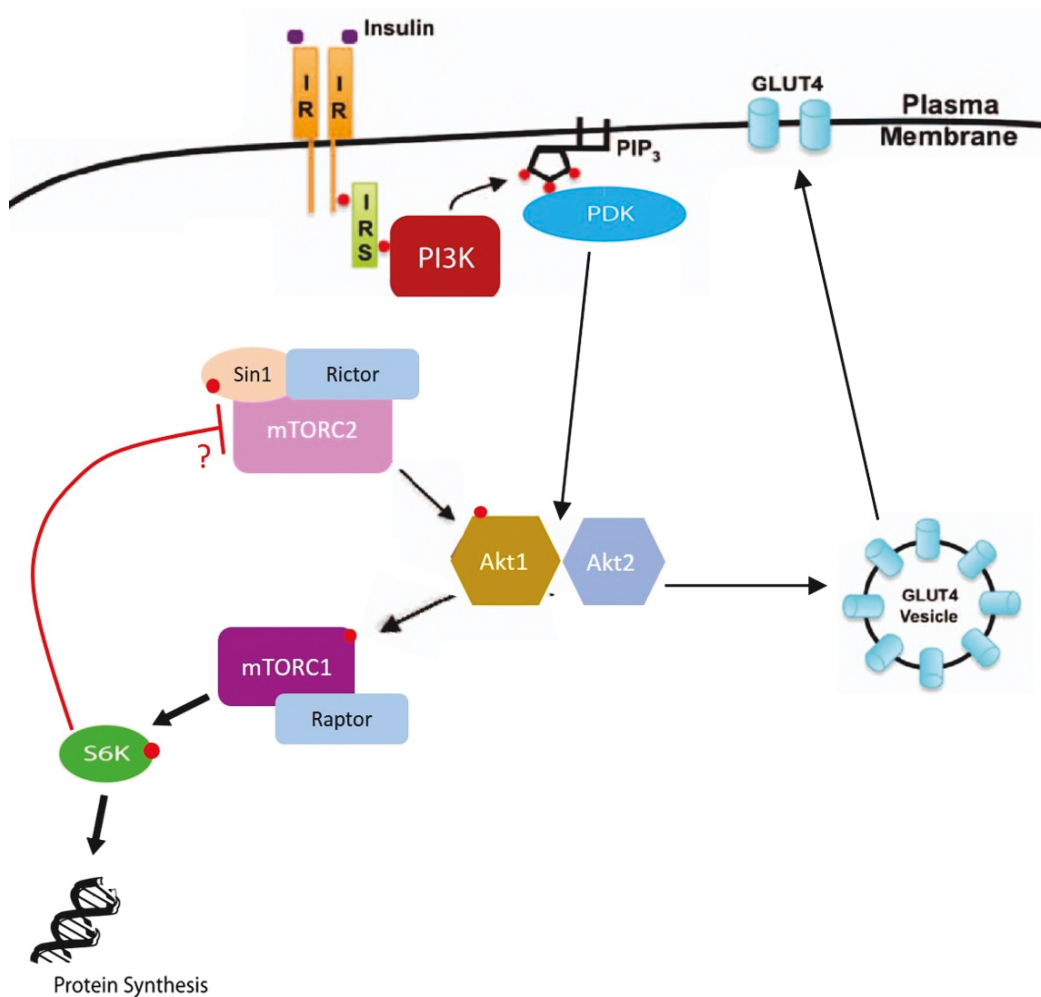 Insulin
I
R
I
R
GLUT4
Plasma
Membrane
PIP3
PDK
I
R
S
PI3K
Sin1
Rictor
mTORC2
?
Akt1
Akt2
GLUT4
Vesicle
mTORC1
Raptor
S6K
Protein Synthesis